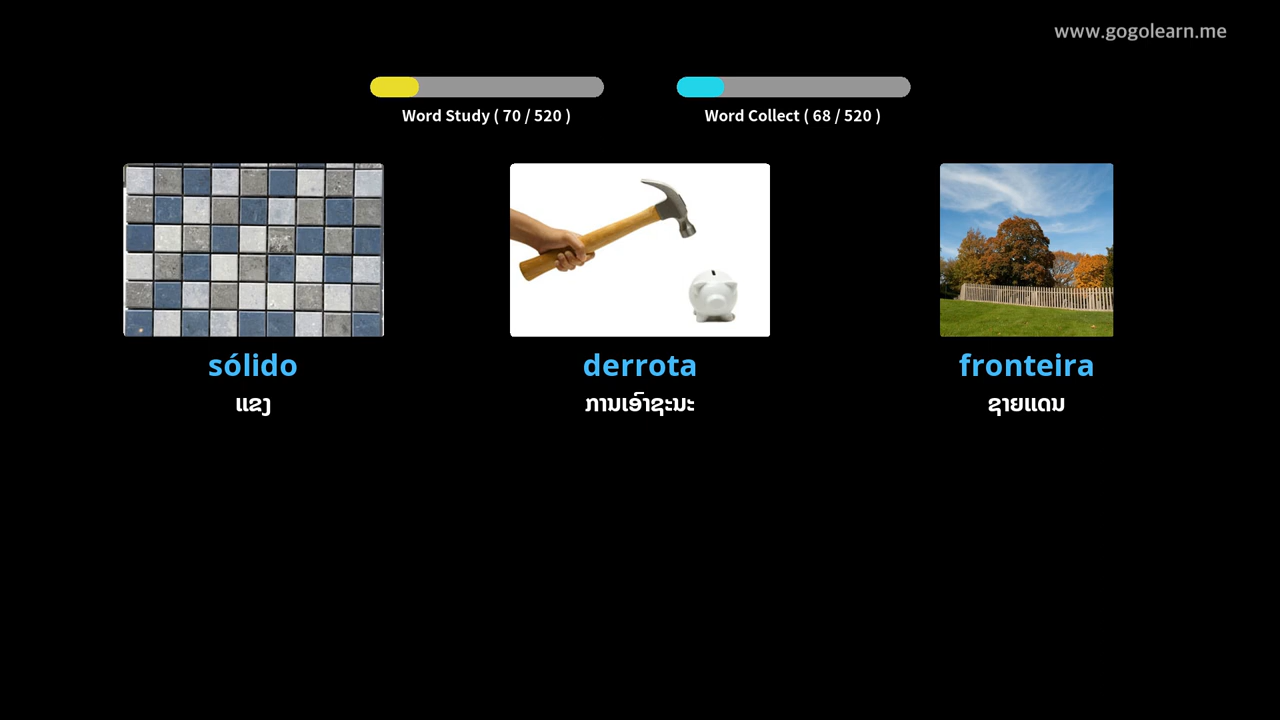 www.gogolearn.me
Word Study ( 70 / 520 )
Word Collect ( 68 / 520 )
sólido
ແຂງ
derrota
ການເອົາຊະນະ
fronteira
ຊາຍແດນ